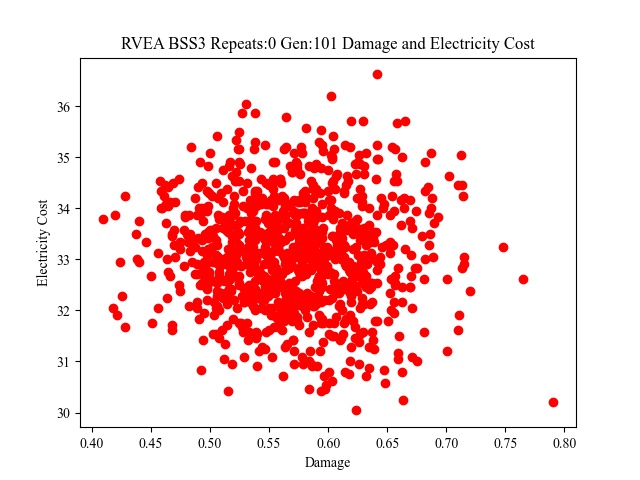 RVEA BSS3 Repeats:0 Gen:101 Damage and Electricity Cost
36
35
34
33
32
31
30
Electricity Cost
0.40 0.45 0.50 0.55 0.60 0.65 0.70 0.75 0.80
Damage